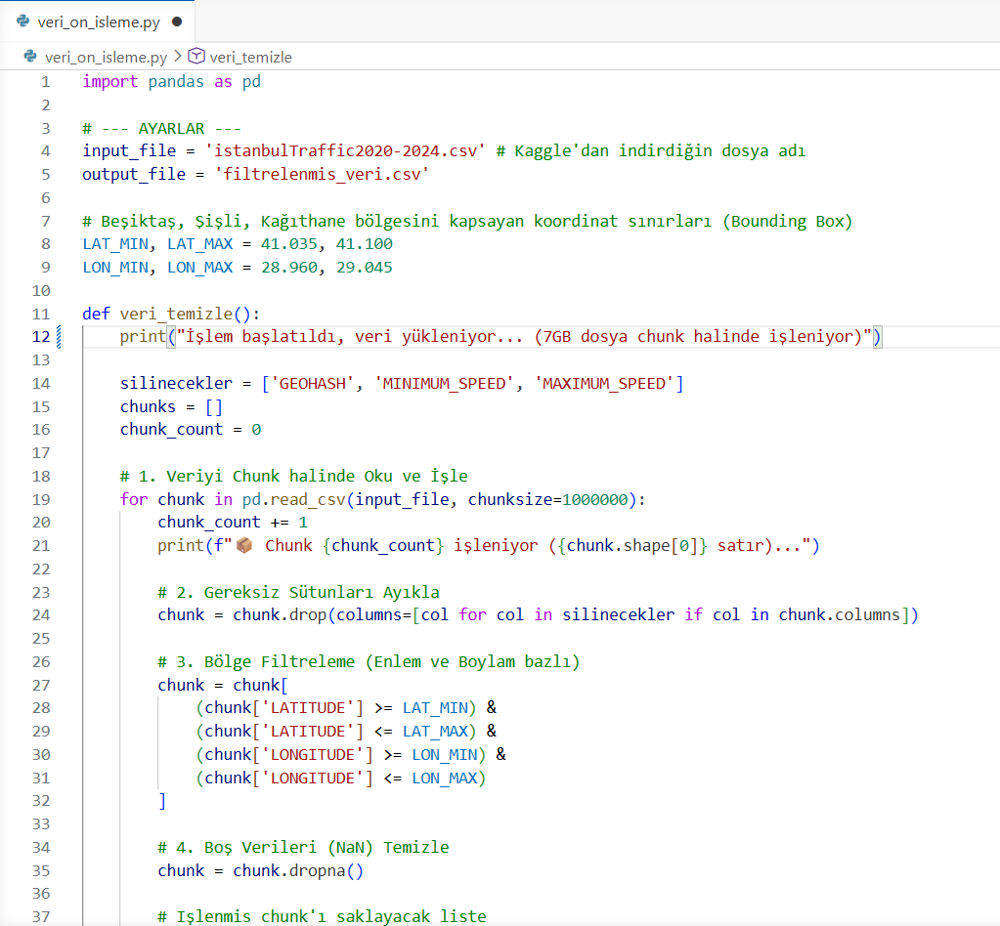 veri_on_isleme.py
veri_on_isleme.py > veri_temizle
1 import pandas as pd
2
3 # --- AYARLAR ---
4 input_file = 'istanbulTraffic2020-2024.csv' # Kaggle'dan indirdiğin dosya adı
5 output_file = 'filtrelenmis_veri.csv'
6
7 # Beşiktaş, Şişli, Kağıthane bölgesini kapsayan koordinat sınırları (Bounding Box)
8 LAT_MIN, LAT_MAX = 41.035, 41.100
9 LON_MIN, LON_MAX = 28.960, 29.045
10
11 def veri_temizle():
12     print("İşlem başlatıldı, veri yükleniyor... (7GB dosya chunk halinde işleniyor)")
13
14     silinecekler = ['GEOHASH', 'MINIMUM_SPEED', 'MAXIMUM_SPEED']
15     chunks = []
16     chunk_count = 0
17
18     # 1. Veriyi Chunk halinde Oku ve İşle
19     for chunk in pd.read_csv(input_file, chunksize=1000000):
20         chunk_count += 1
21         print(f"📦 Chunk {chunk_count} işleniyor ({chunk.shape[0]} satır)...")
22
23         # 2. Gereksiz Sütunları Ayıkla
24         chunk = chunk.drop(columns=[col for col in silinecekler if col in chunk.columns])
25
26         # 3. Bölge Filtreleme (Enlem ve Boylam bazlı)
27         chunk = chunk[
28             (chunk['LATITUDE'] >= LAT_MIN) &
29             (chunk['LATITUDE'] <= LAT_MAX) &
30             (chunk['LONGITUDE'] >= LON_MIN) &
31             (chunk['LONGITUDE'] <= LON_MAX)
32         ]
33
34         # 4. Boş Verileri (NaN) Temizle
35         chunk = chunk.dropna()
36
37         # İşlenmiş chunk'ı saklayacak liste